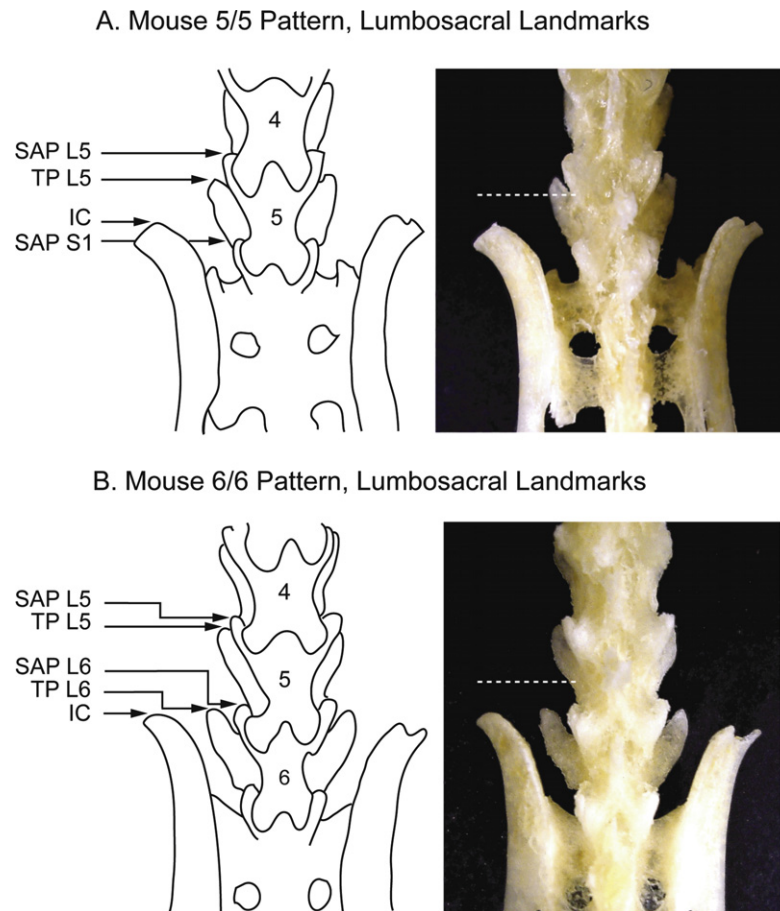 A. Mouse 5/5 Pattern, Lumbosacral Landmarks
4
SAP L5
TP L5
5
IC
SAP S1
B. Mouse 6/6 Pattern, Lumbosacral Landmarks
4
SAP L5
TP L5
SAP L6
5
TP L6
IC
6